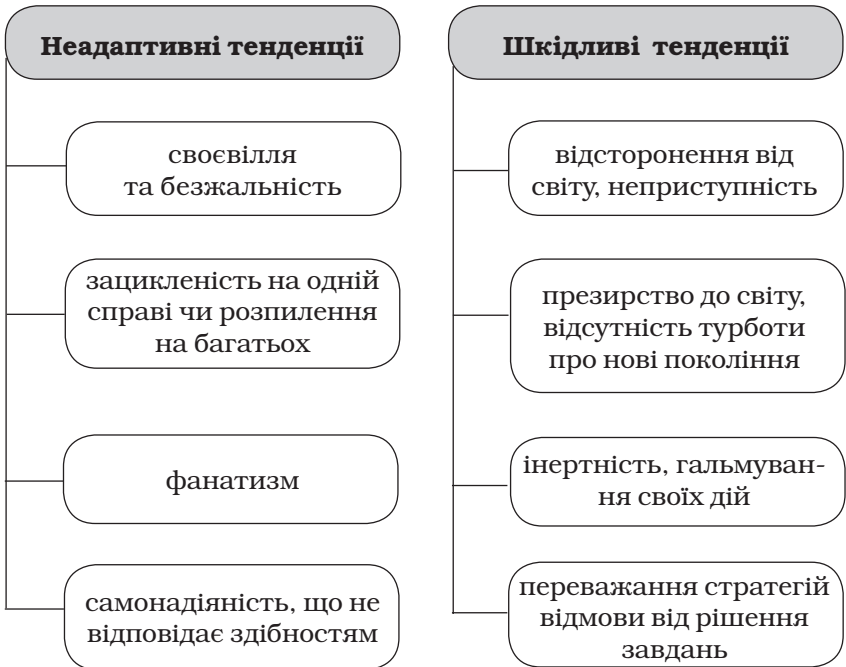 Неадаптивні тенденції
своєвілля
та безжальність
зацикленість на одній
справі чи розпилення
на багатьох
фанатизм
самонадіяність, що не
відповідає здібностям
Шкідливі тенденції
відсторонення від
світу, неприступність
презирство до світу,
відсутність турботи
про нові покоління
інертність, гальмуван-
ня своїх дій
переважання стратегій
відмови від рішення
завдань